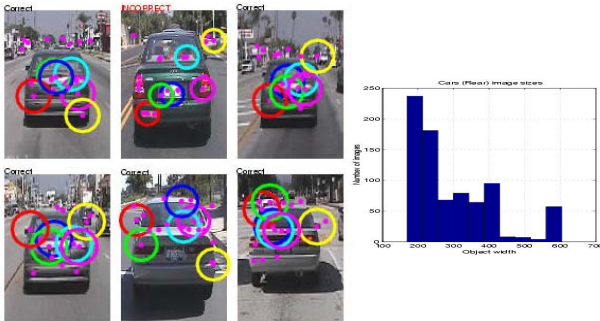 Correct
INCORRECT
Correct
Correct
Correct
Correct
Cars (Rear) image sizes
250
200
150
100
50
0
100
200
300
400
500
600
700
Number of images
Object width